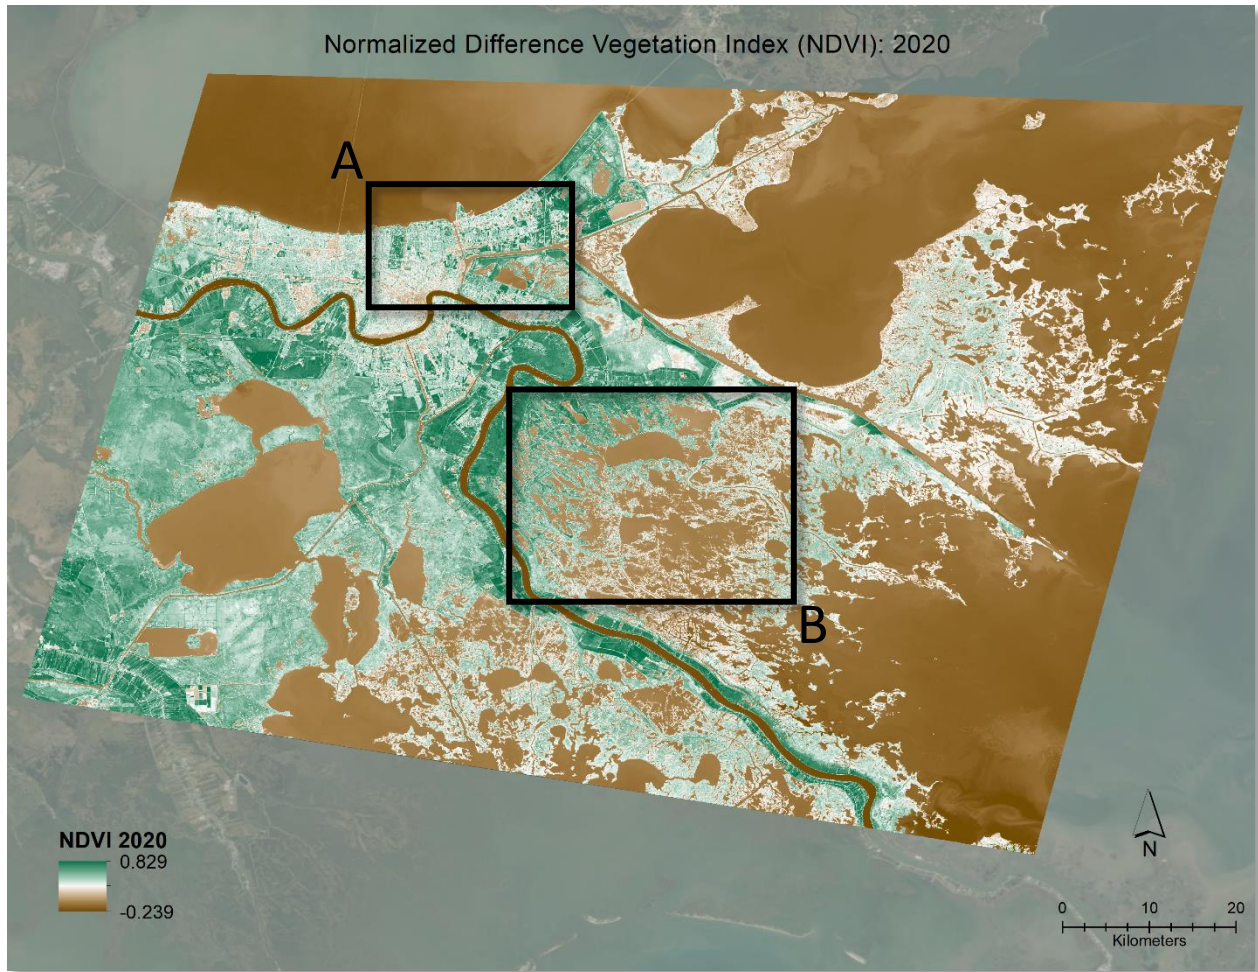 Normalized Difference Vegetation Index (NDVI): 2020
A
B
NDVI 2020
0.829
-0.239
N
0 10 20
Kilometers